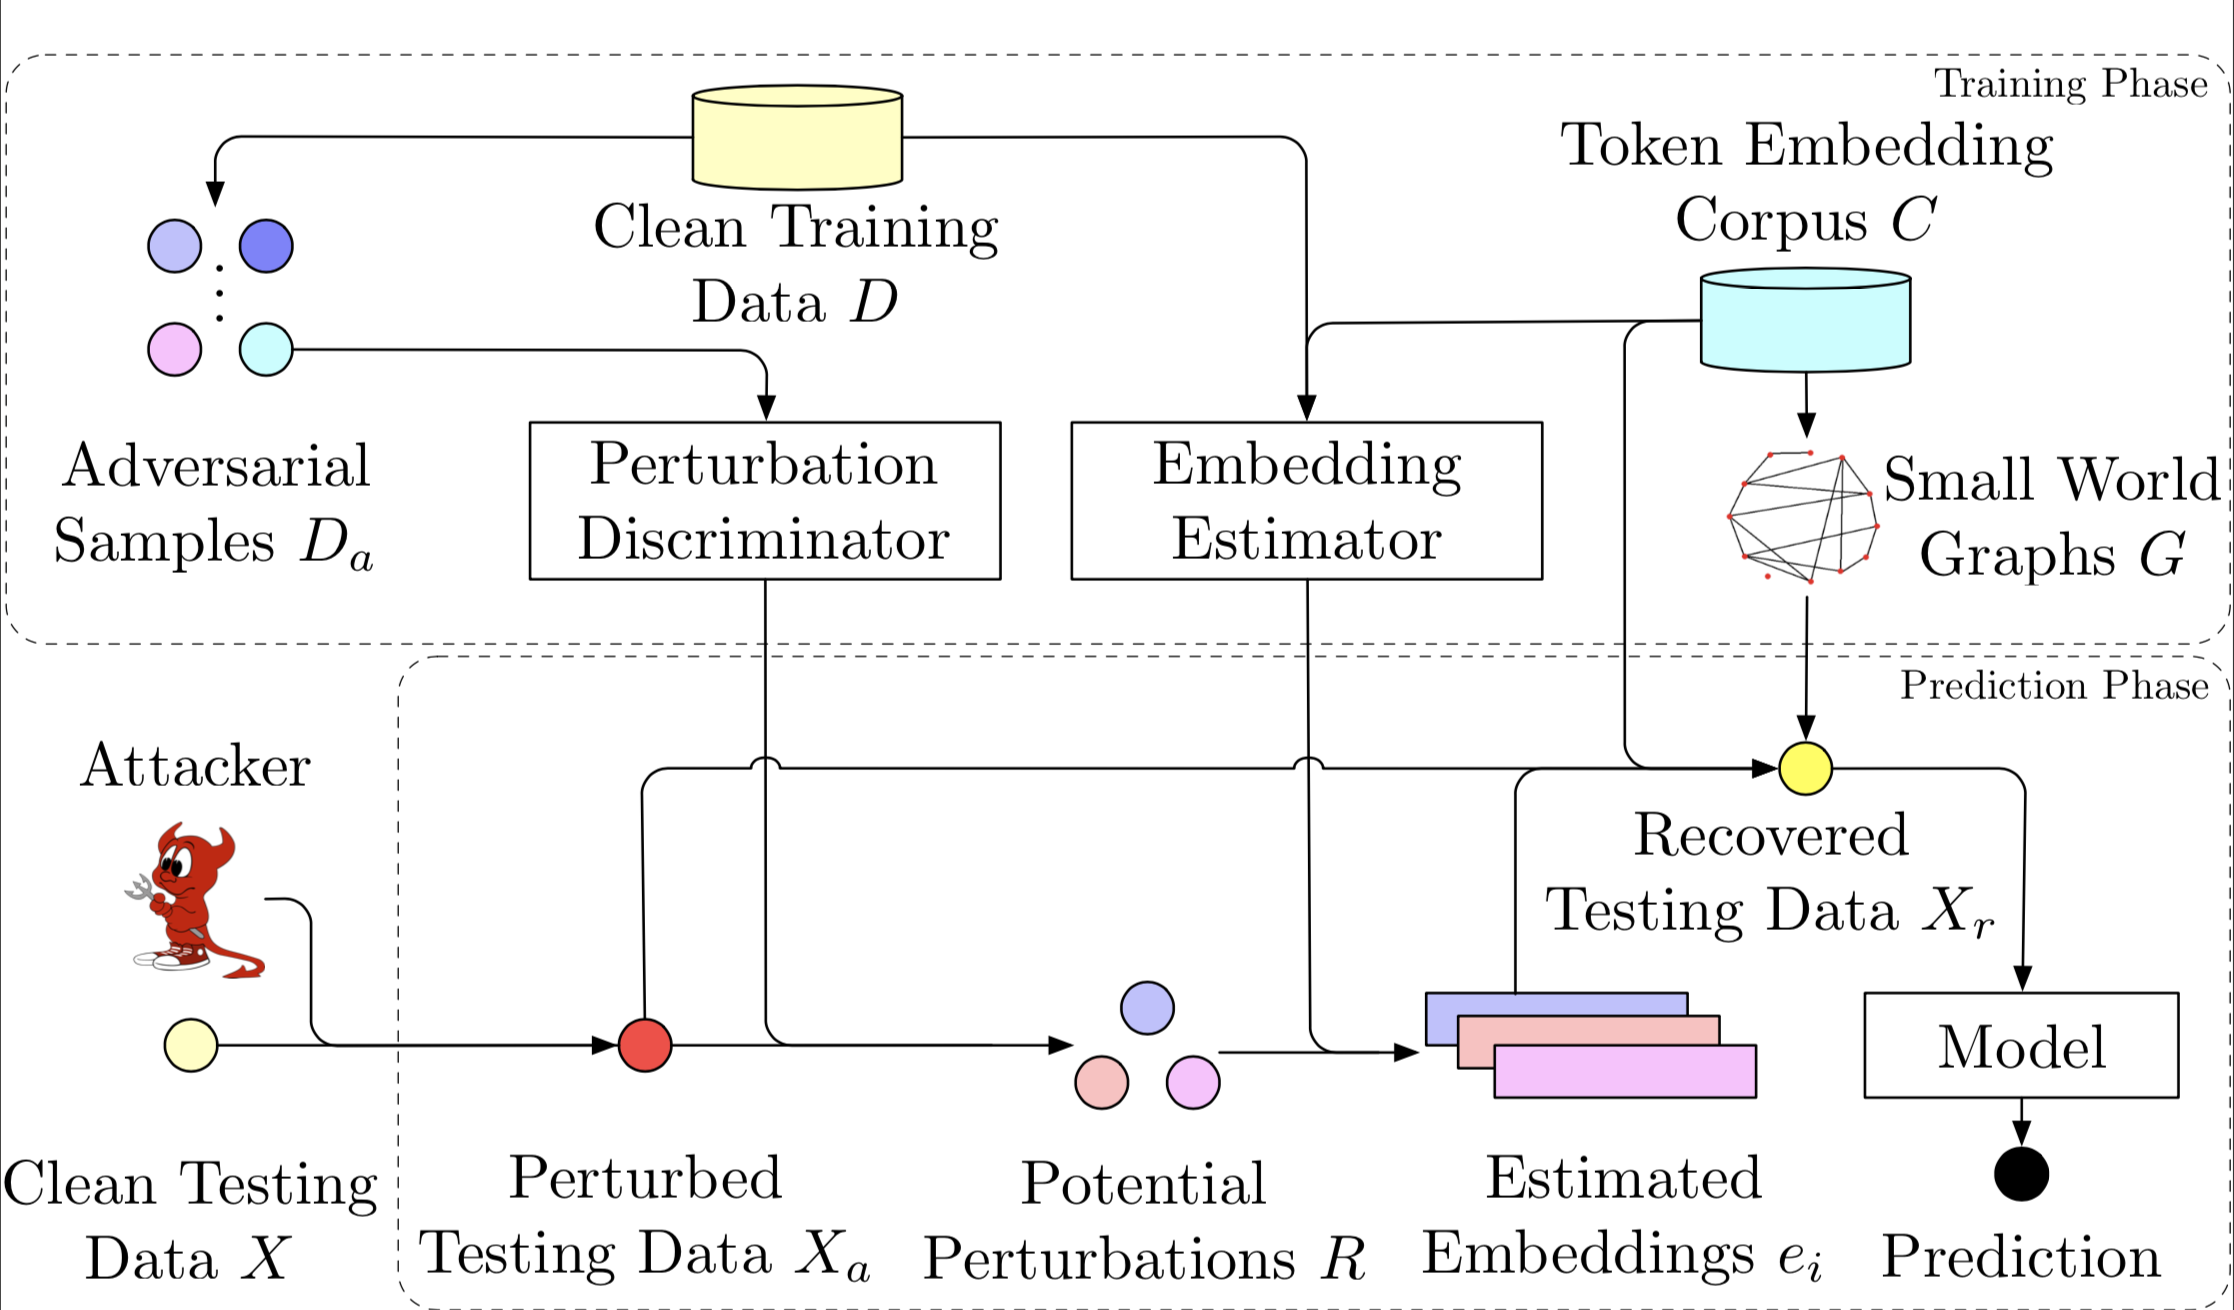 Training Phase
Token Embedding
Corpus C
Clean Training
Data D
Adversarial
Samples D_a
Perturbation
Discriminator
Embedding
Estimator
Small World
Graphs G
Prediction Phase
Attacker
Recovered
Testing Data X_r
Model
Clean Testing
Data X
Perturbed
Testing Data X_a
Potential
Perturbations R
Estimated
Embeddings e_i
Prediction